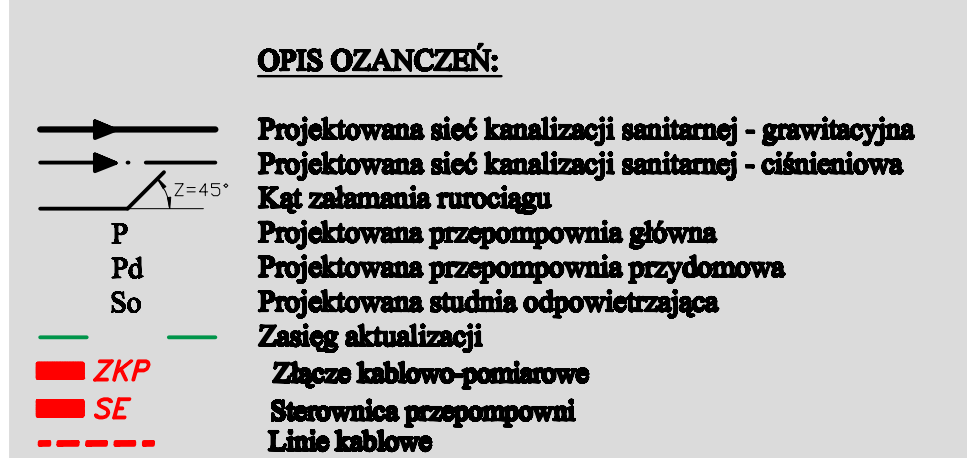 OPIS OZANCZEŃ:
Projektowana sieć kanalizacji sanitarnej - grawitacyjna
Projektowana sieć kanalizacji sanitarnej - ciśnieniowa
Z=45° Kąt załamania rurociągu
P Projektowana przepompownia główna
Pd Projektowana przepompownia przydomowa
So Projektowana studnia odpowietrzająca
Zasięg aktualizacji
ZKP Złącze kablowo-pomiarowe
SE Sterownica przepompowni
Linie kablowe